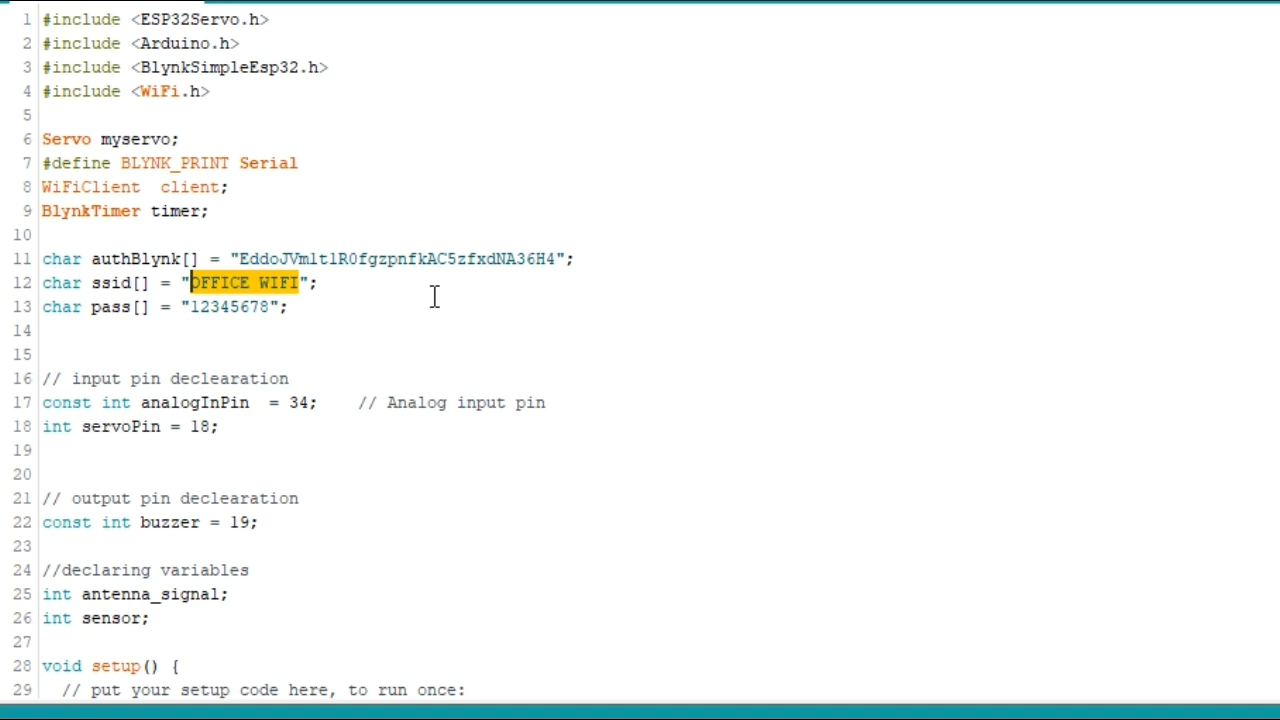 1 #include <ESP32Servo.h>
2 #include <Arduino.h>
3 #include <BlynkSimpleEsp32.h>
4 #include <WiFi.h>
5
6 Servo myservo;
7 #define BLYNK_PRINT Serial
8 WiFiClient  client;
9 BlynkTimer timer;
10
11 char authBlynk[] = "EddoJVmlt1R0fgzpnfkAC5zfxdNA36H4";
12 char ssid[] = "OFFICE WIFI";
13 char pass[] = "12345678";
14
15
16 // input pin declearation
17 const int analogInPin  = 34;    // Analog input pin
18 int servoPin = 18;
19
20
21 // output pin declearation
22 const int buzzer = 19;
23
24 //declaring variables
25 int antenna_signal;
26 int sensor;
27
28 void setup() {
29   // put your setup code here, to run once: